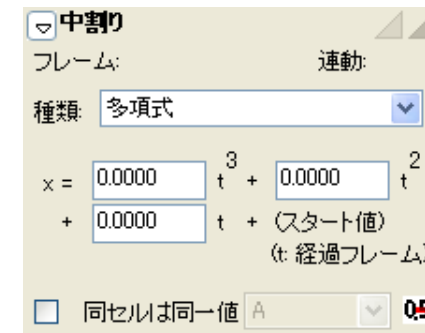 中割り
フレーム: 連動:
種類: 多項式
x = 0.0000 t3 + 0.0000 t2
+ 0.0000 t + (スタート値)
(t: 経過フレーム)
同セルは同一値 A